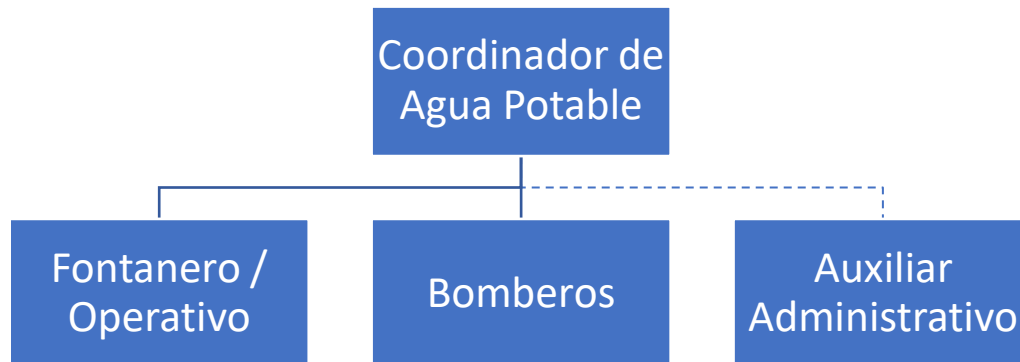 Coordinador de
Agua Potable
Fontanero /
Operativo
Bomberos
Auxiliar
Administrativo